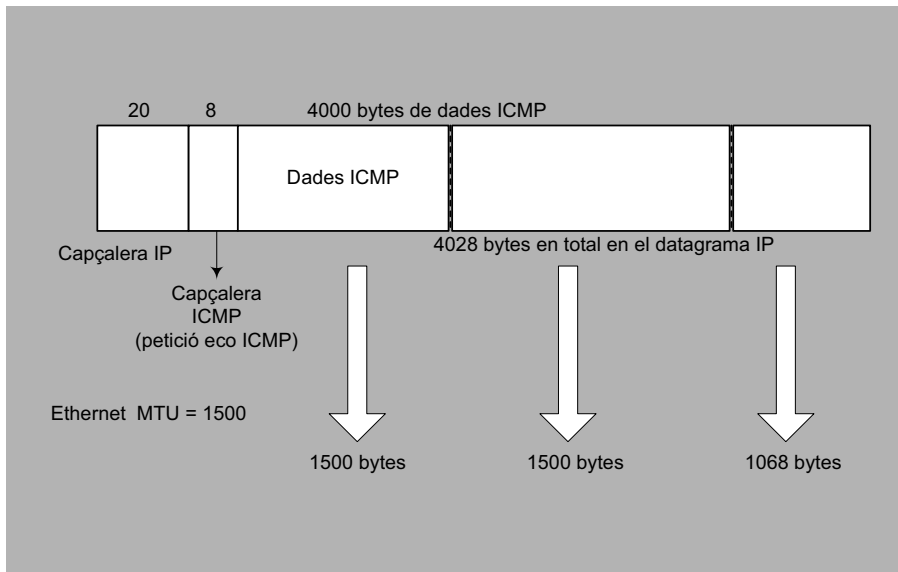 20
8
4000 bytes de dades ICMP
Dades ICMP
Capçalera IP
4028 bytes en total en el datagrama IP
Capçalera
ICMP
(petició eco ICMP)
Ethernet MTU = 1500
1500 bytes
1500 bytes
1068 bytes